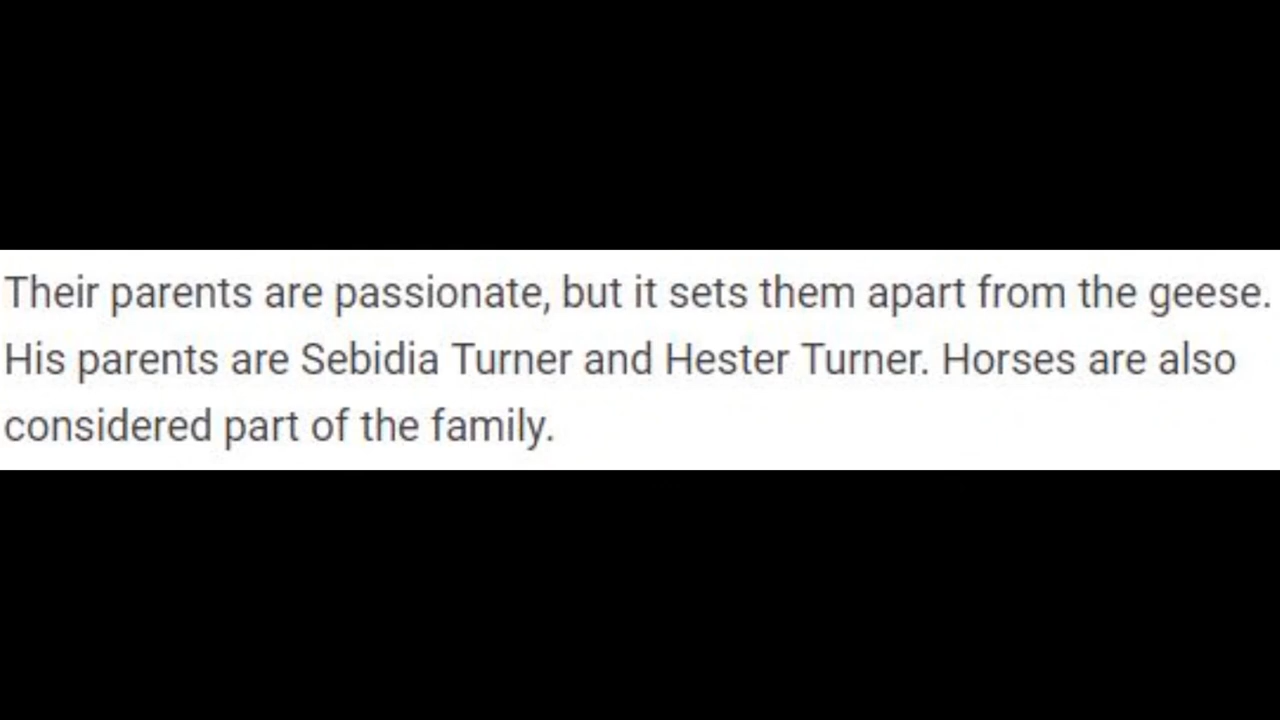 Their parents are passionate, but it sets them apart from the geese.
His parents are Sebidia Turner and Hester Turner. Horses are also
considered part of the family.